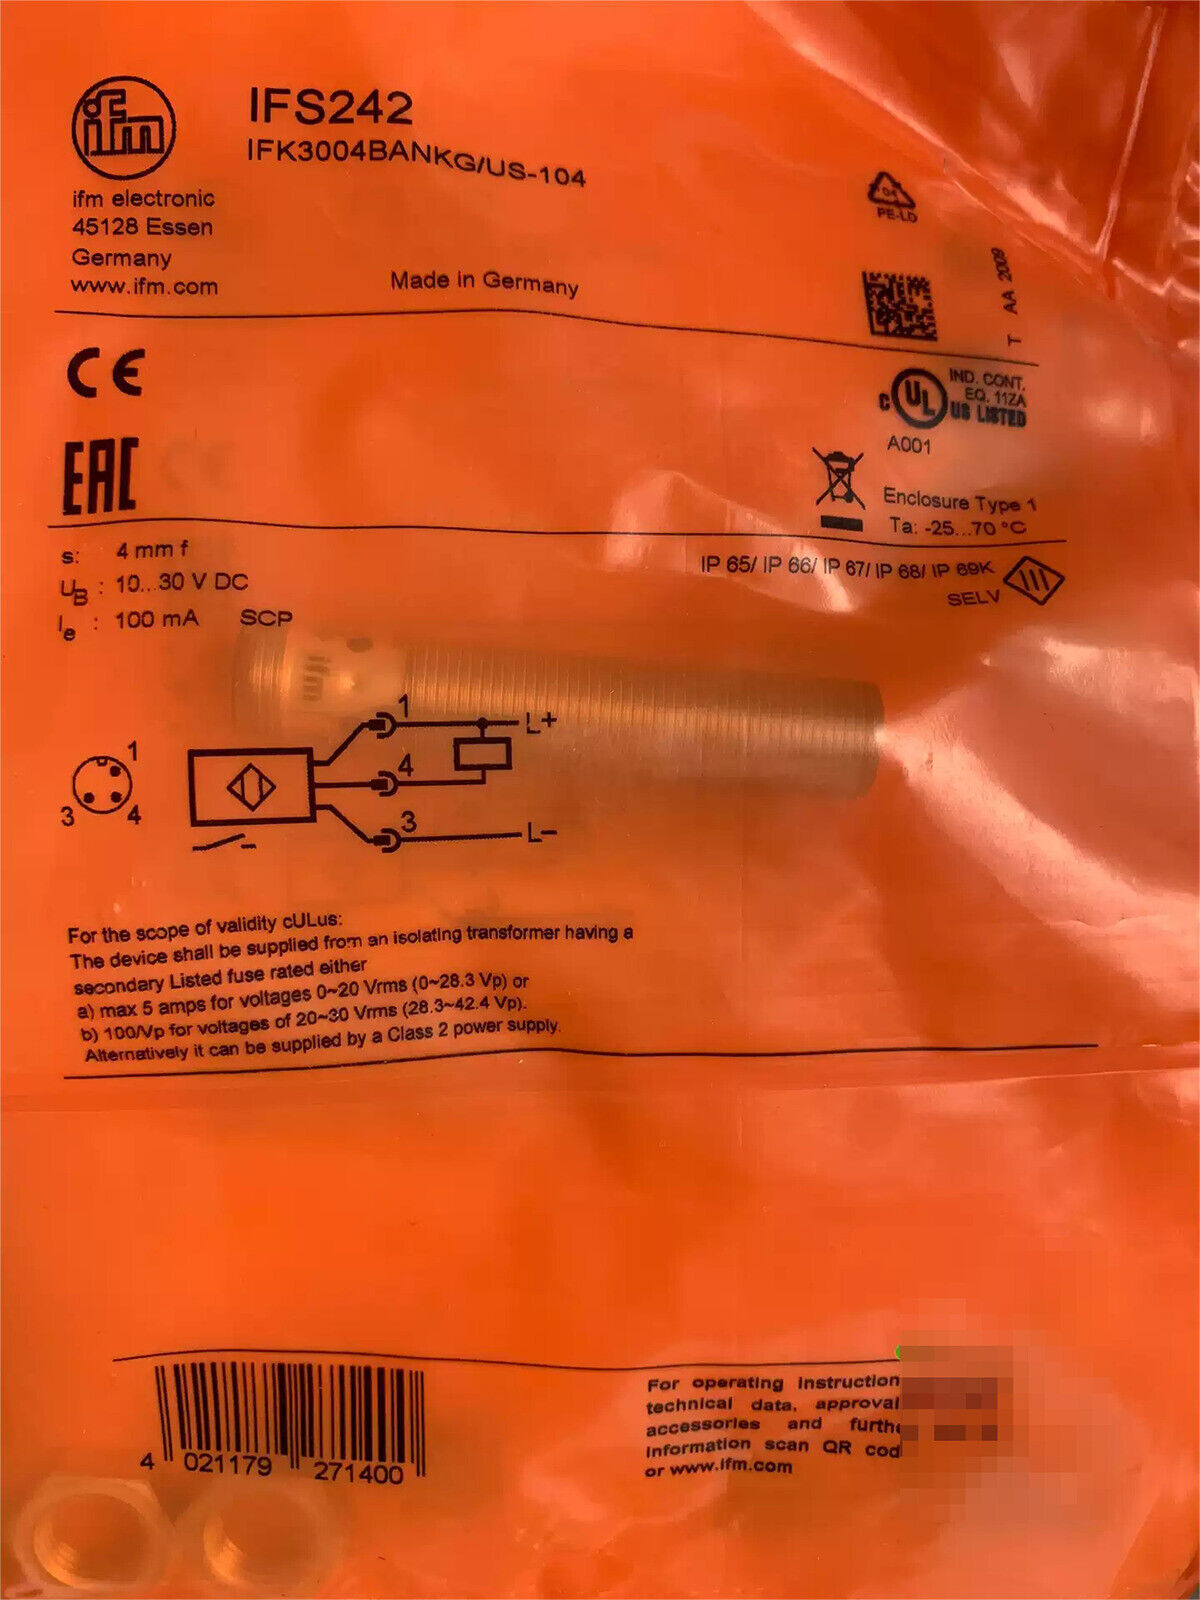 ifm
IFS242
IFK3004BANKG/US-104
ifm electronic
45128 Essen
Germany
www.ifm.com
Made in Germany
04
PE-LD
T AA 2009
CE
EAC
c UL US LISTED
IND. CONT.
EQ. 11ZA
A001
Enclosure Type 1
Ta: -25...70 °C
s: 4 mm f
UB : 10...30 V DC
Ie : 100 mA SCP
IP 65/ IP 66/ IP 67/ IP 68/ IP 69K
SELV
ifm
1
3 4
1 L+
4
3 L-
For the scope of validity cULus:
The device shall be supplied from an isolating transformer having a
secondary Listed fuse rated either
a) max 5 amps for voltages 0~20 Vrms (0~28.3 Vp) or
b) 100/Vp for voltages of 20~30 Vrms (28.3~42.4 Vp).
Alternatively it can be supplied by a Class 2 power supply.
4 021179 271400
For operating instruction
technical data, approval
accessories and furthe
information scan QR cod
or www.ifm.com